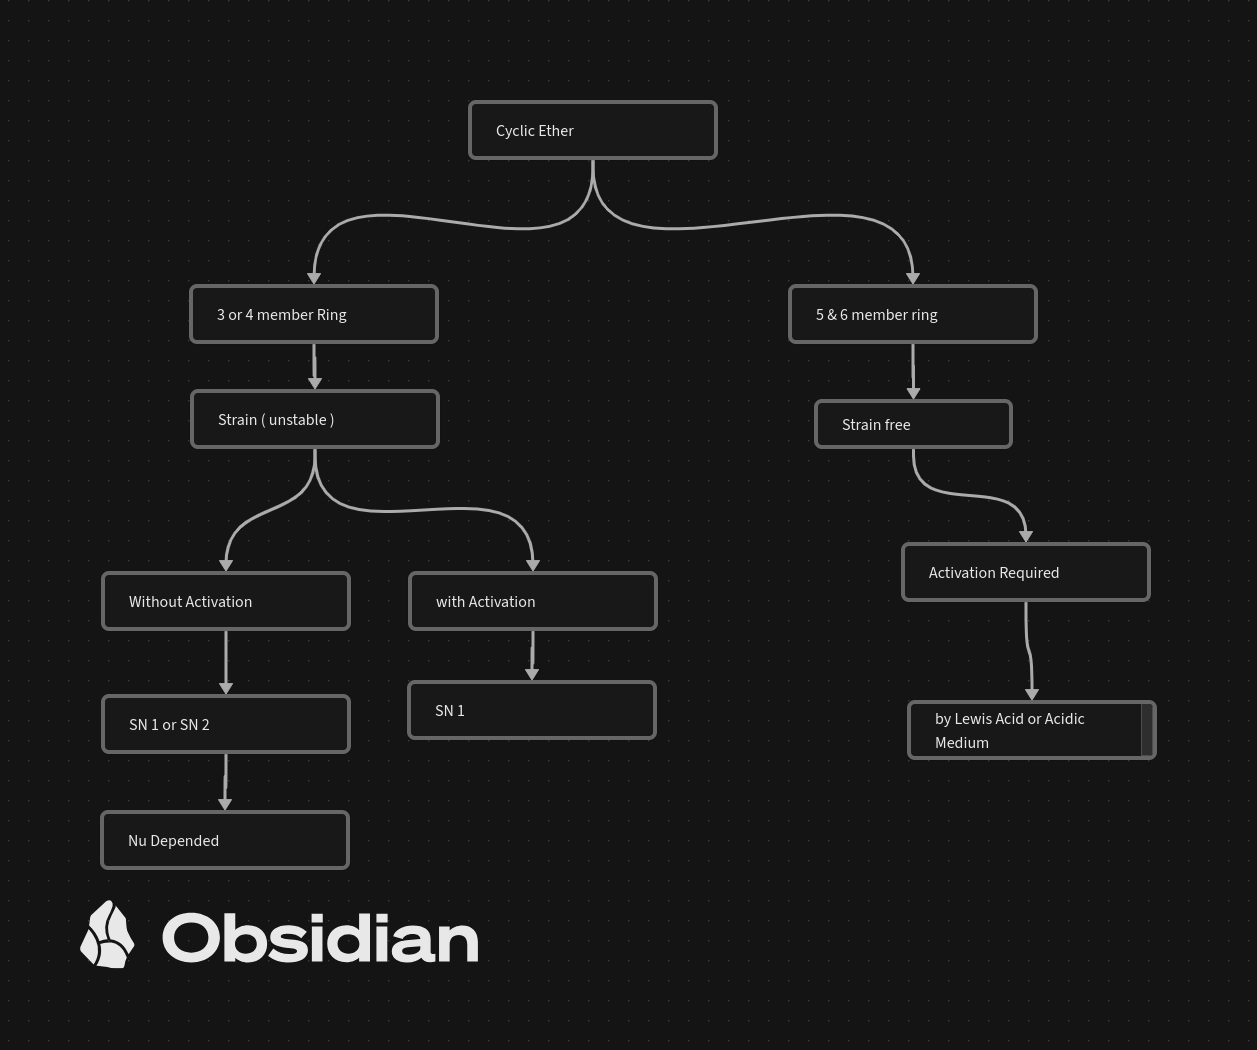 Cyclic Ether
3 or 4 member Ring
5 & 6 member ring
Strain ( unstable )
Strain free
Without Activation
with Activation
Activation Required
SN 1 or SN 2
SN 1
by Lewis Acid or Acidic
Medium
Nu Depended
Obsidian